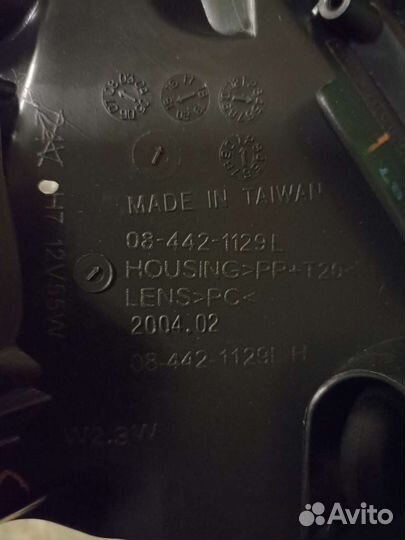 MADE IN TAIWAN
08-442-1129L
HOUSING>PP+T20<
LENS>PC<
2004.02
08-442-1129 H
H7 12V55W
W2.3W
Avito